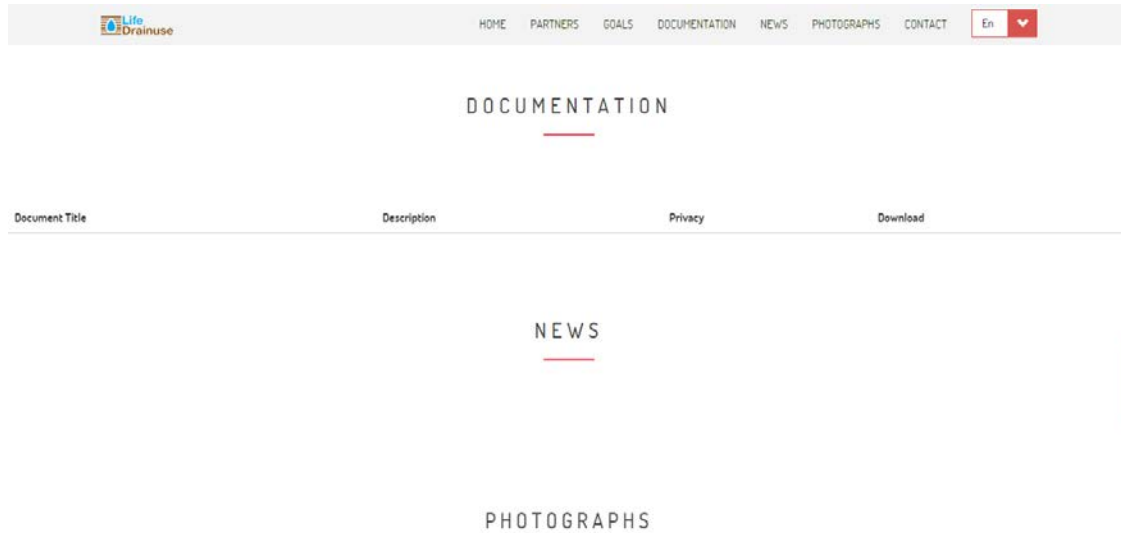 Life
Drainuse
HOME PARTNERS GOALS DOCUMENTATION NEWS PHOTOGRAPHS CONTACT En
DOCUMENTATION
Document Title Description Privacy Download
NEWS
PHOTOGRAPHS